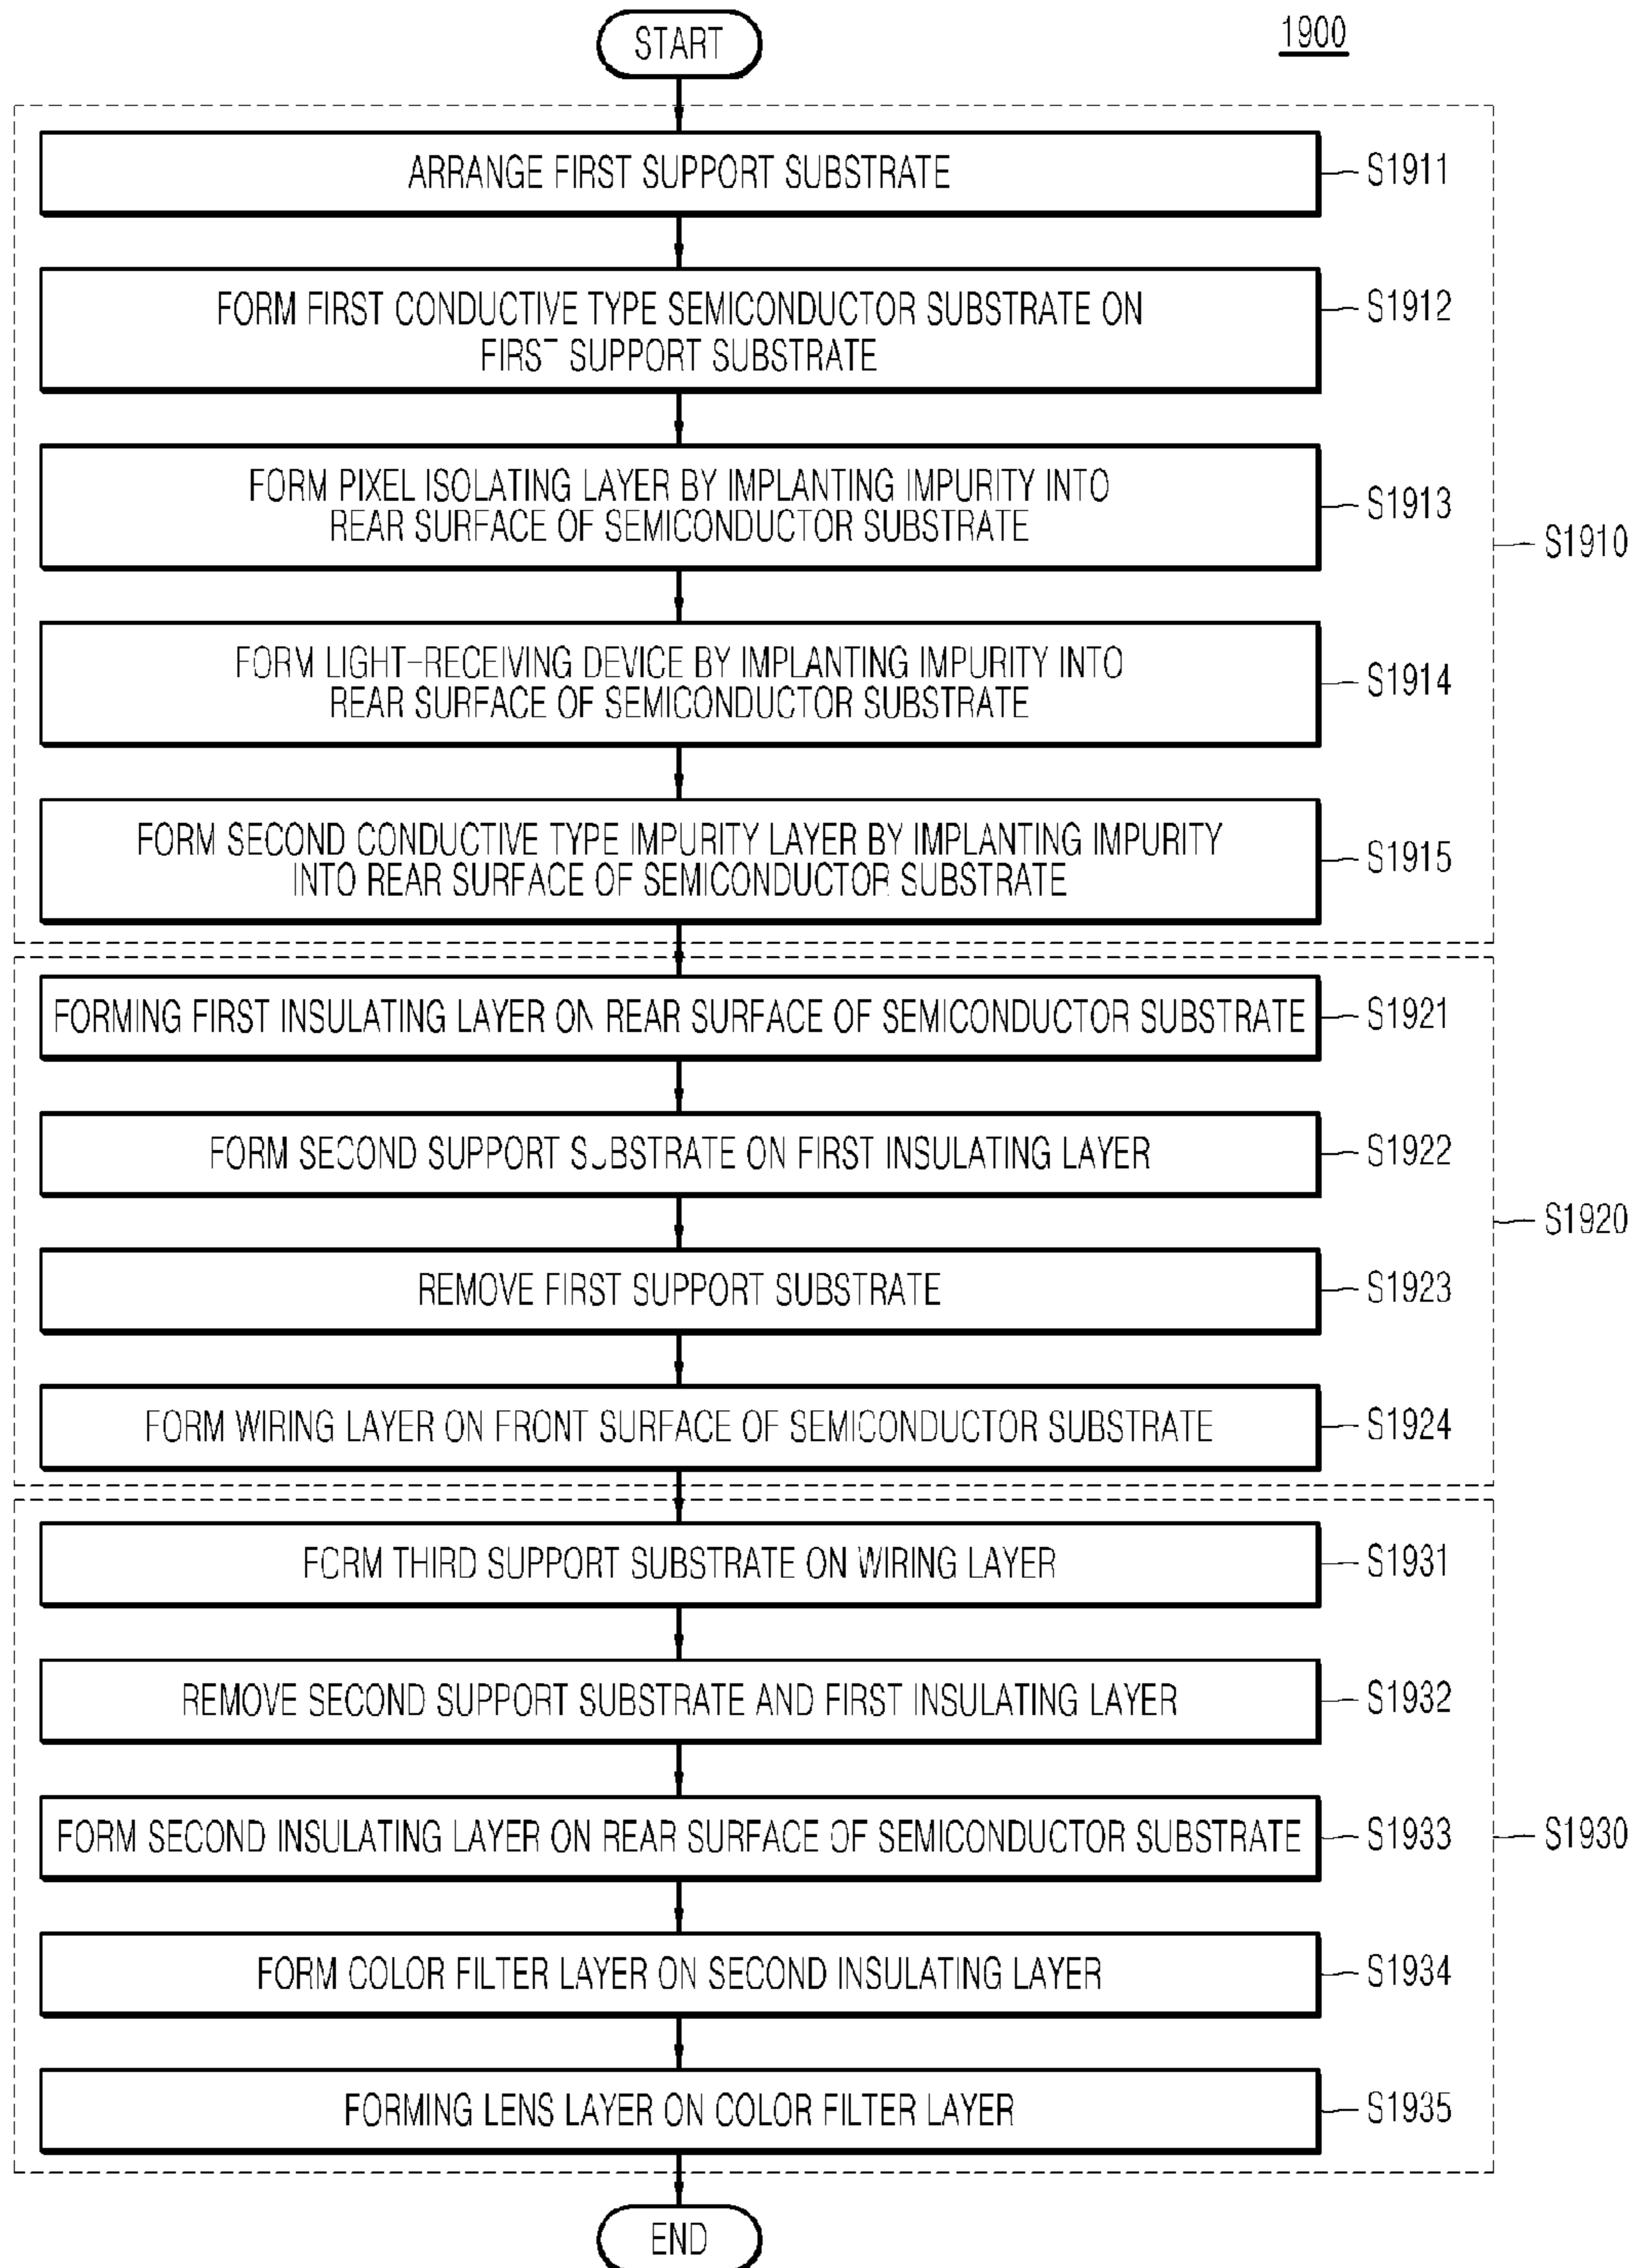 START
1900
ARRANGE FIRST SUPPORT SUBSTRATE
S1911
FORM FIRST CONDUCTIVE TYPE SEMICONDUCTOR SUBSTRATE ON
FIRST SUPPORT SUBSTRATE
S1912
FORM PIXEL ISOLATING LAYER BY IMPLANTING IMPURITY INTO
REAR SURFACE OF SEMICONDUCTOR SUBSTRATE
S1913
S1910
FORM LIGHT-RECEIVING DEVICE BY IMPLANTING IMPURITY INTO
REAR SURFACE OF SEMICONDUCTOR SUBSTRATE
S1914
FORM SECOND CONDUCTIVE TYPE IMPURITY LAYER BY IMPLANTING IMPURITY
INTO REAR SURFACE OF SEMICONDUCTOR SUBSTRATE
S1915
FORMING FIRST INSULATING LAYER ON REAR SURFACE OF SEMICONDUCTOR SUBSTRATE
S1921
FORM SECOND SUPPORT SUBSTRATE ON FIRST INSULATING LAYER
S1922
S1920
REMOVE FIRST SUPPORT SUBSTRATE
S1923
FORM WIRING LAYER ON FRONT SURFACE OF SEMICONDUCTOR SUBSTRATE
S1924
FORM THIRD SUPPORT SUBSTRATE ON WIRING LAYER
S1931
REMOVE SECOND SUPPORT SUBSTRATE AND FIRST INSULATING LAYER
S1932
FORM SECOND INSULATING LAYER ON REAR SURFACE OF SEMICONDUCTOR SUBSTRATE
S1933
S1930
FORM COLOR FILTER LAYER ON SECOND INSULATING LAYER
S1934
FORMING LENS LAYER ON COLOR FILTER LAYER
S1935
END